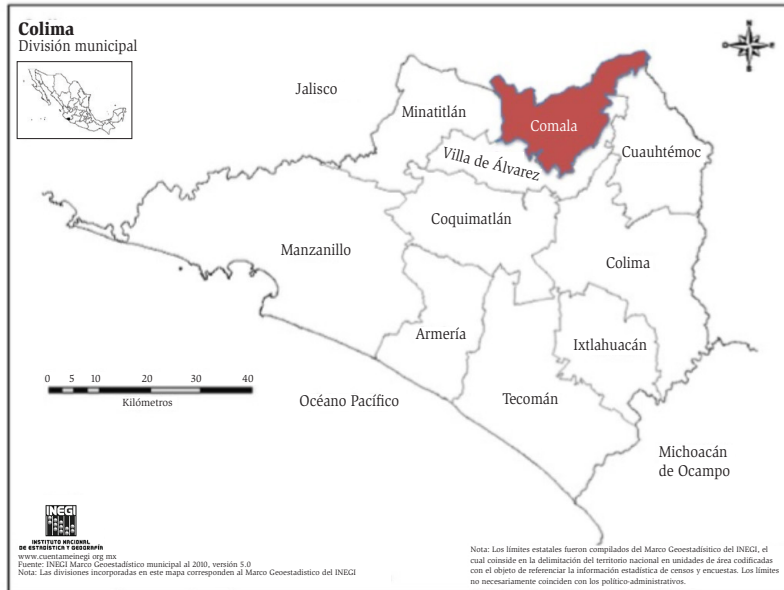 Colima
División municipal
Jalisco
Minatitlán
Comala
Cuauhtémoc
Villa de Álvarez
Coquimatlán
Manzanillo
Colima
Armería
Ixtlahuacán
0 5 10 20 30 40
Kilómetros
Océano Pacífico
Tecomán
Michoacán
de Ocampo
INEGI
INSTITUTO NACIONAL
DE ESTADÍSTICA Y GEOGRAFÍA
www.cuentameinegi org mx
Fuente: INEGI Marco Geoestadístico municipal al 2010, versión 5.0
Nota: Las divisiones incorporadas en este mapa corresponden al Marco Geoestadistico del INEGI
Nota: Los límites estatales fueron compilados del Marco Geoestadísitico del INEGI, el
cual coinside en la delimitación del territorio nacional en unidades de área codificadas
con el objeto de referenciar la información estadística de censos y encuestas. Los límites
no necesariamente coinciden con los político-administrativos.